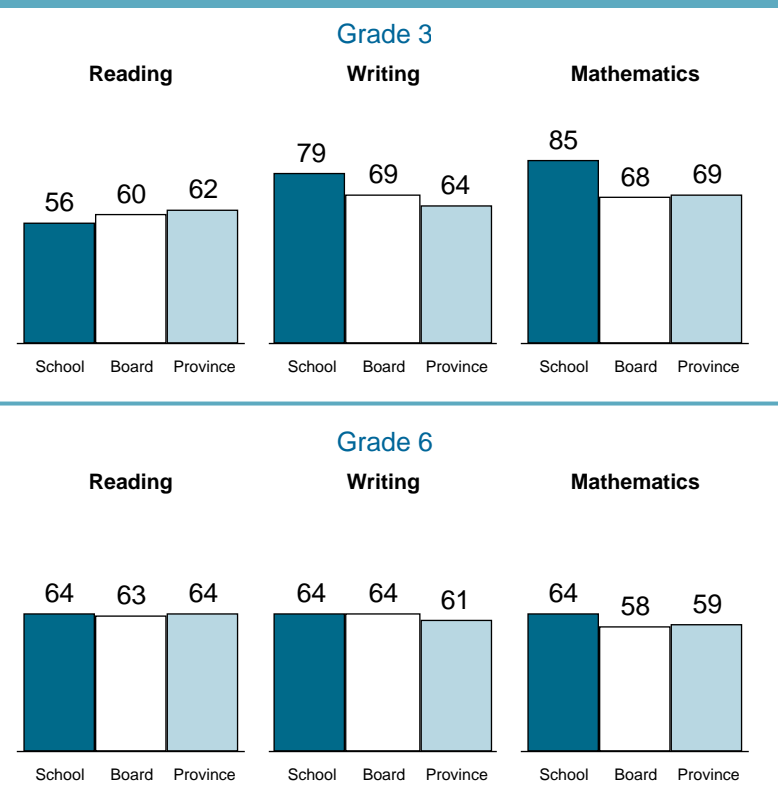 Grade 3
Reading Writing Mathematics
56 60 62 79 69 64 85 68 69
School Board Province School Board Province School Board Province
Grade 6
Reading Writing Mathematics
64 63 64 64 64 61 64 58 59
School Board Province School Board Province School Board Province